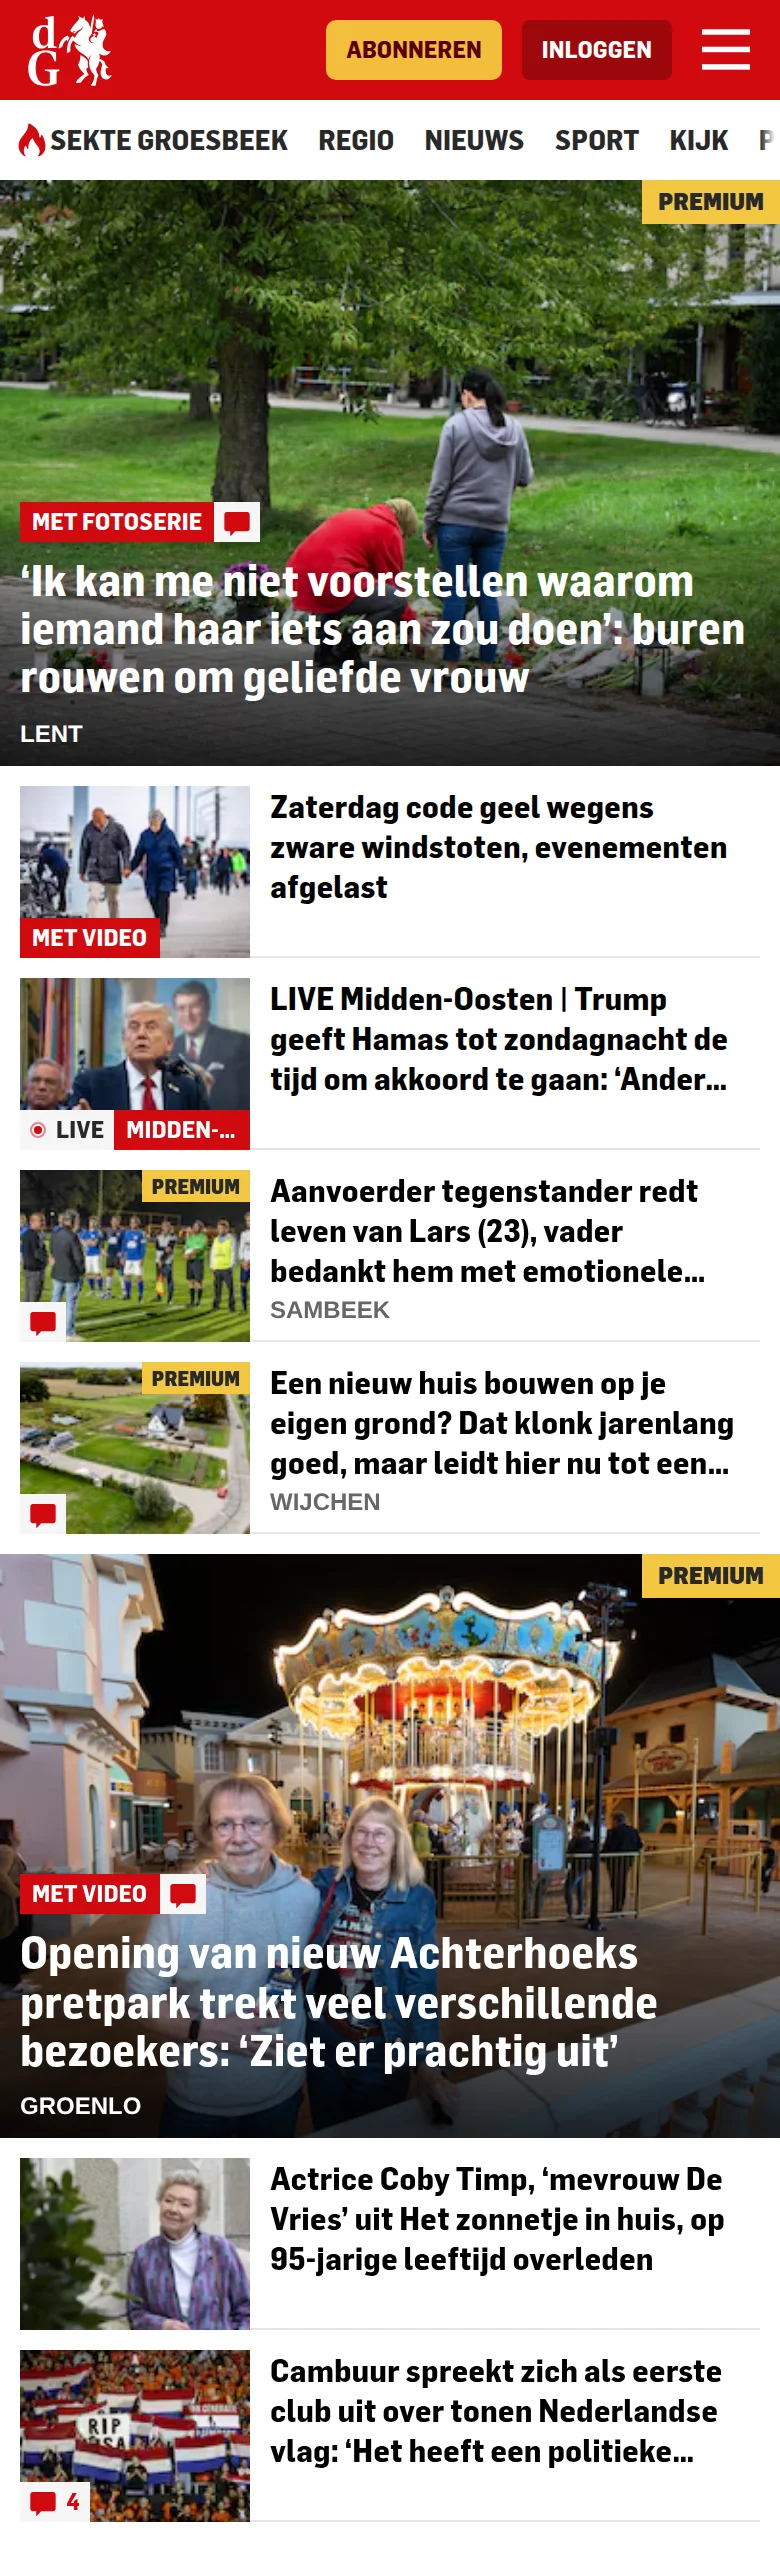 dG
ABONNEREN
INLOGGEN
SEKTE GROESBEEK REGIO NIEUWS SPORT KIJK P
PREMIUM
MET FOTOSERIE
‘Ik kan me niet voorstellen waarom
iemand haar iets aan zou doen’: buren
rouwen om geliefde vrouw
LENT
MET VIDEO
Zaterdag code geel wegens
zware windstoten, evenementen
afgelast
LIVE MIDDEN-...
LIVE Midden-Oosten | Trump
geeft Hamas tot zondagnacht de
tijd om akkoord te gaan: ‘Ander...
PREMIUM
Aanvoerder tegenstander redt
leven van Lars (23), vader
bedankt hem met emotionele...
SAMBEEK
PREMIUM
Een nieuw huis bouwen op je
eigen grond? Dat klonk jarenlang
goed, maar leidt hier nu tot een...
WIJCHEN
PREMIUM
MET VIDEO
Opening van nieuw Achterhoeks
pretpark trekt veel verschillende
bezoekers: ‘Ziet er prachtig uit’
GROENLO
Actrice Coby Timp, ‘mevrouw De
Vries’ uit Het zonnetje in huis, op
95-jarige leeftijd overleden
RIP
4
Cambuur spreekt zich als eerste
club uit over tonen Nederlandse
vlag: ‘Het heeft een politieke...